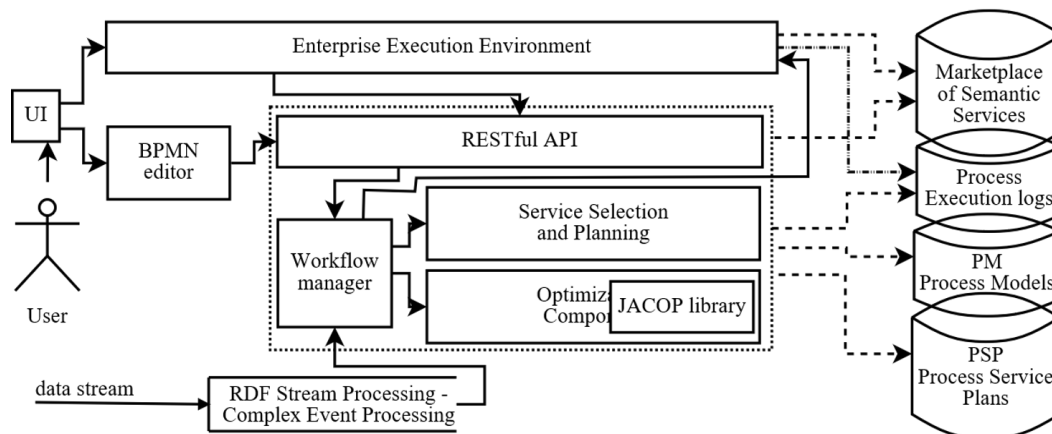 Enterprise Execution Environment
Marketplace
of Semantic
Services
UI
BPMN
editor
RESTful API
Process
Execution logs
Service Selection
and Planning
Workflow
manager
PM
Process Models
JACOP library
User
PSP
Process Service
Plans
data stream
RDF Stream Processing -
Complex Event Processing